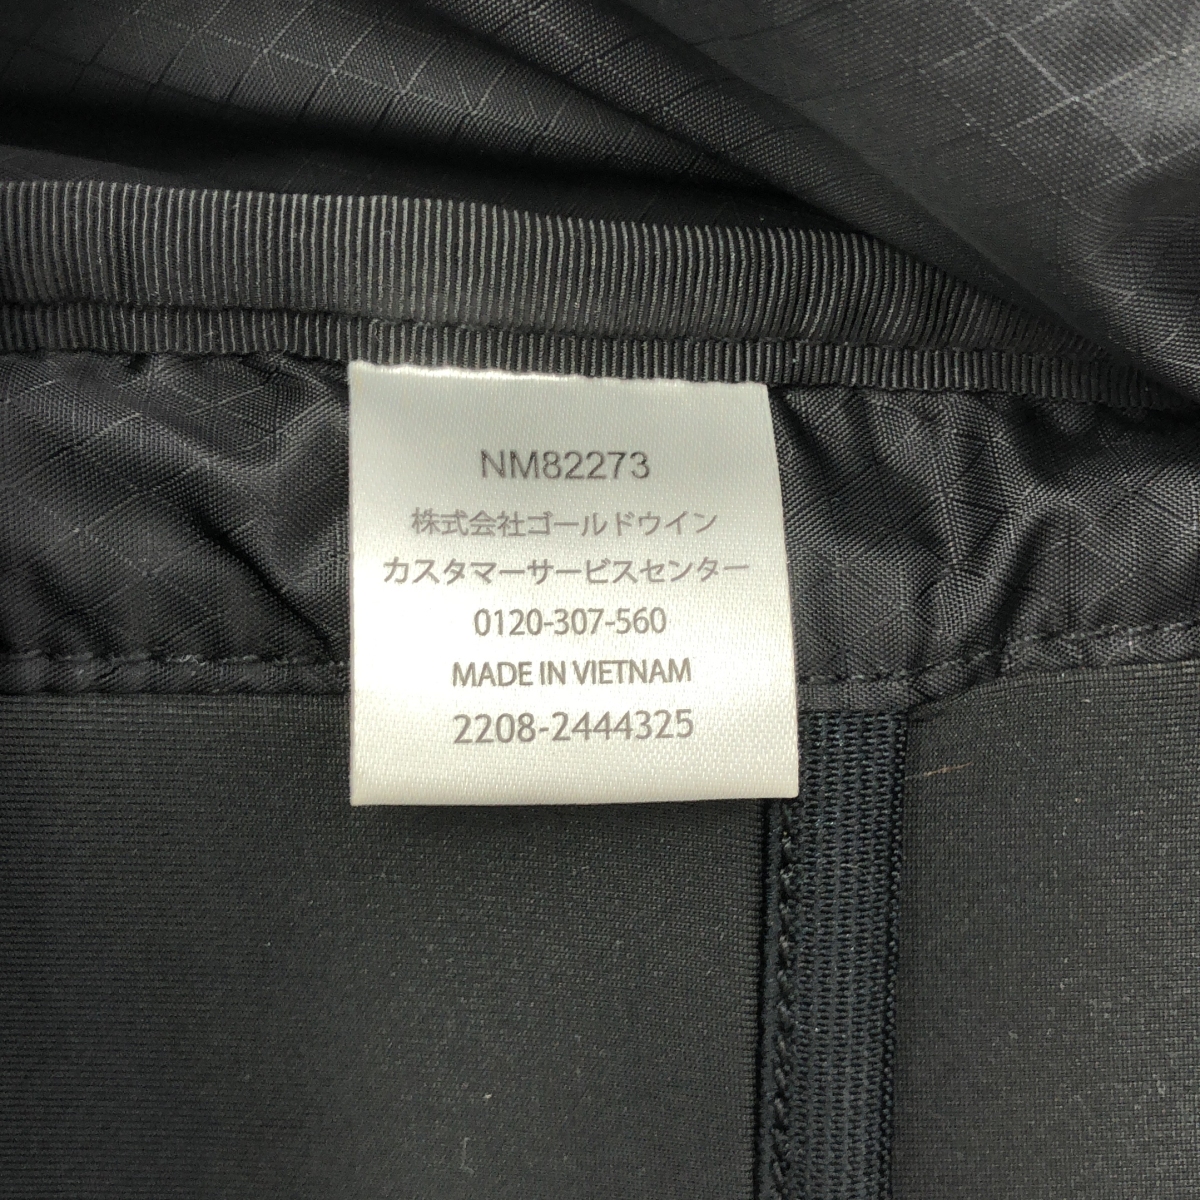 NM82273
株式会社ゴールドウイン
カスタマーサービスセンター
0120-307-560
MADE IN VIETNAM
2208-2444325